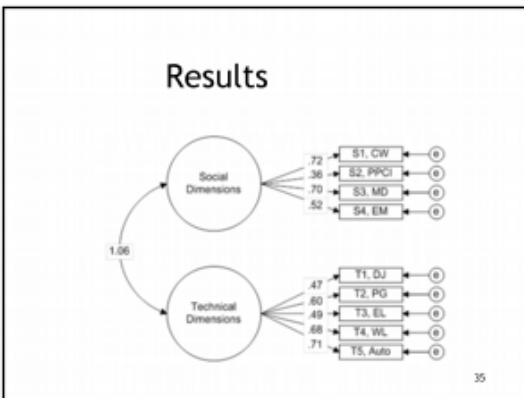 Results
Social
Dimensions
.72
.36
.70
.52
S1, CW
S2, PPCI
S3, MD
S4, EM
e
e
e
e
1.06
Technical
Dimensions
.47
.60
.49
.68
.71
T1, DJ
T2, PG
T3, EL
T4, WL
T5, Auto
e
e
e
e
e
35